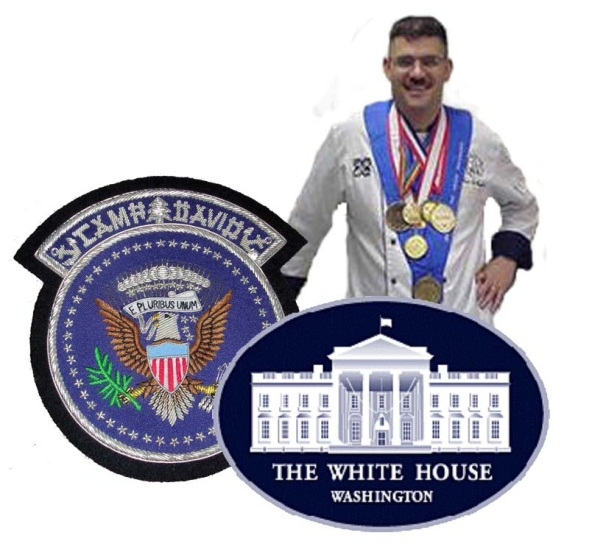 CAMP DAVID
E PLURIBUS UNUM
THE WHITE HOUSE
WASHINGTON